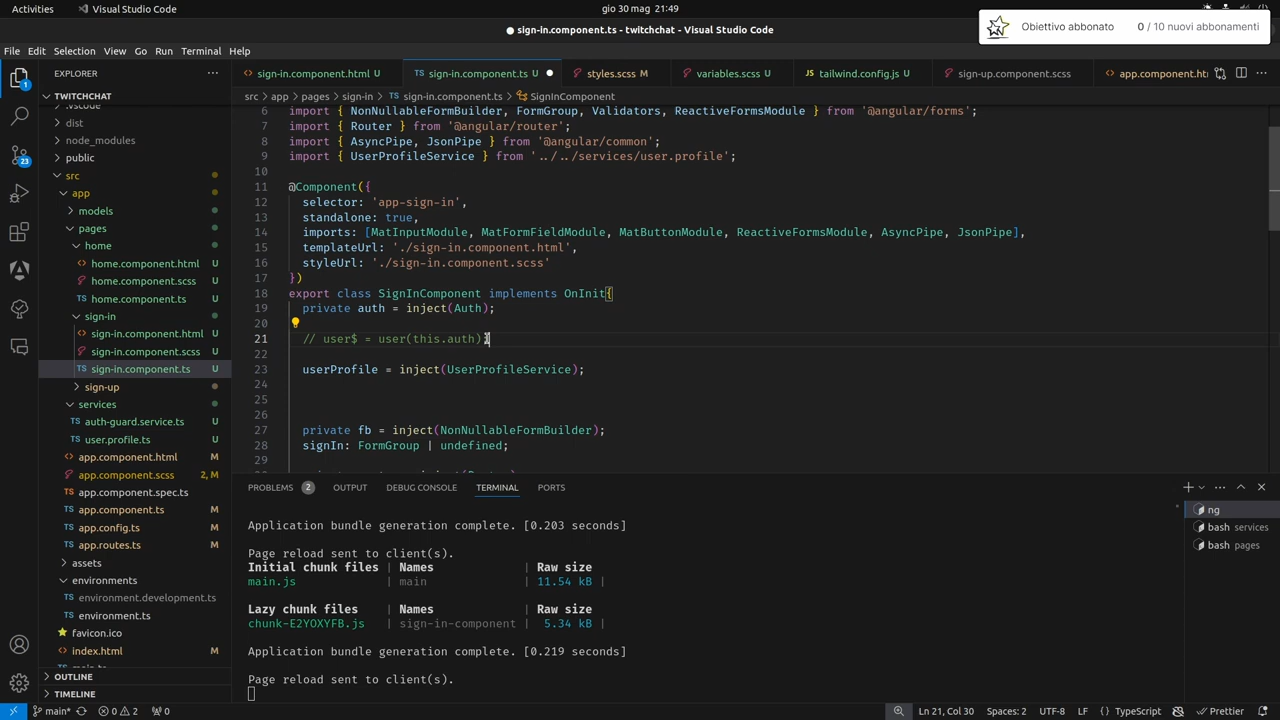 Activities
Visual Studio Code
gio 30 mag 21:49
Obiettivo abbonato 0 / 10 nuovi abbonamenti
sign-in.component.ts - twitchchat - Visual Studio Code
File Edit Selection View Go Run Terminal Help
EXPLORER
sign-in.component.html U
sign-in.component.ts U
styles.scss M
variables.scss U
tailwind.config.js U
sign-up.component.scss
app.component.ht
TWITCHCHAT
src > app > pages > sign-in > TS sign-in.component.ts > SignInComponent
.vscode
dist
node_modules
public
src
app
models
pages
home
home.component.html U
home.component.scss U
home.component.ts U
sign-in
sign-in.component.html U
sign-in.component.scss U
TS sign-in.component.ts U
sign-up
services
TS auth-guard.service.ts U
TS user.profile.ts U
app.component.html M
app.component.scss 2, M
TS app.component.spec.ts M
TS app.component.ts M
TS app.config.ts M
TS app.routes.ts M
assets
environments
TS environment.development.ts
TS environment.ts U
favicon.ico
index.html M
OUTLINE
TIMELINE
6 import { NonNullableFormBuilder, FormGroup, Validators, ReactiveFormsModule } from '@angular/forms';
7 import { Router } from '@angular/router';
8 import { AsyncPipe, JsonPipe } from '@angular/common';
9 import { UserProfileService } from '../../services/user.profile';
10
11 @Component({
12 selector: 'app-sign-in',
13 standalone: true,
14 imports: [MatInputModule, MatFormFieldModule, MatButtonModule, ReactiveFormsModule, AsyncPipe, JsonPipe],
15 templateUrl: './sign-in.component.html',
16 styleUrl: './sign-in.component.scss'
17 })
18 export class SignInComponent implements OnInit{
19 private auth = inject(Auth);
20
21 // user$ = user(this.auth)
22
23 userProfile = inject(UserProfileService);
24
25
26
27 private fb = inject(NonNullableFormBuilder);
28 signIn: FormGroup | undefined;
29
PROBLEMS 2 OUTPUT DEBUG CONSOLE TERMINAL PORTS
Application bundle generation complete. [0.203 seconds]
Page reload sent to client(s).
Initial chunk files | Names | Raw size
main.js | main | 11.54 kB |
Lazy chunk files | Names | Raw size
chunk-E2YOXYFB.js | sign-in-component | 5.34 kB |
Application bundle generation complete. [0.219 seconds]
Page reload sent to client(s).
ng
bash services
bash pages
main* 0 2 0 Ln 21, Col 30 Spaces: 2 UTF-8 LF {} TypeScript Prettier